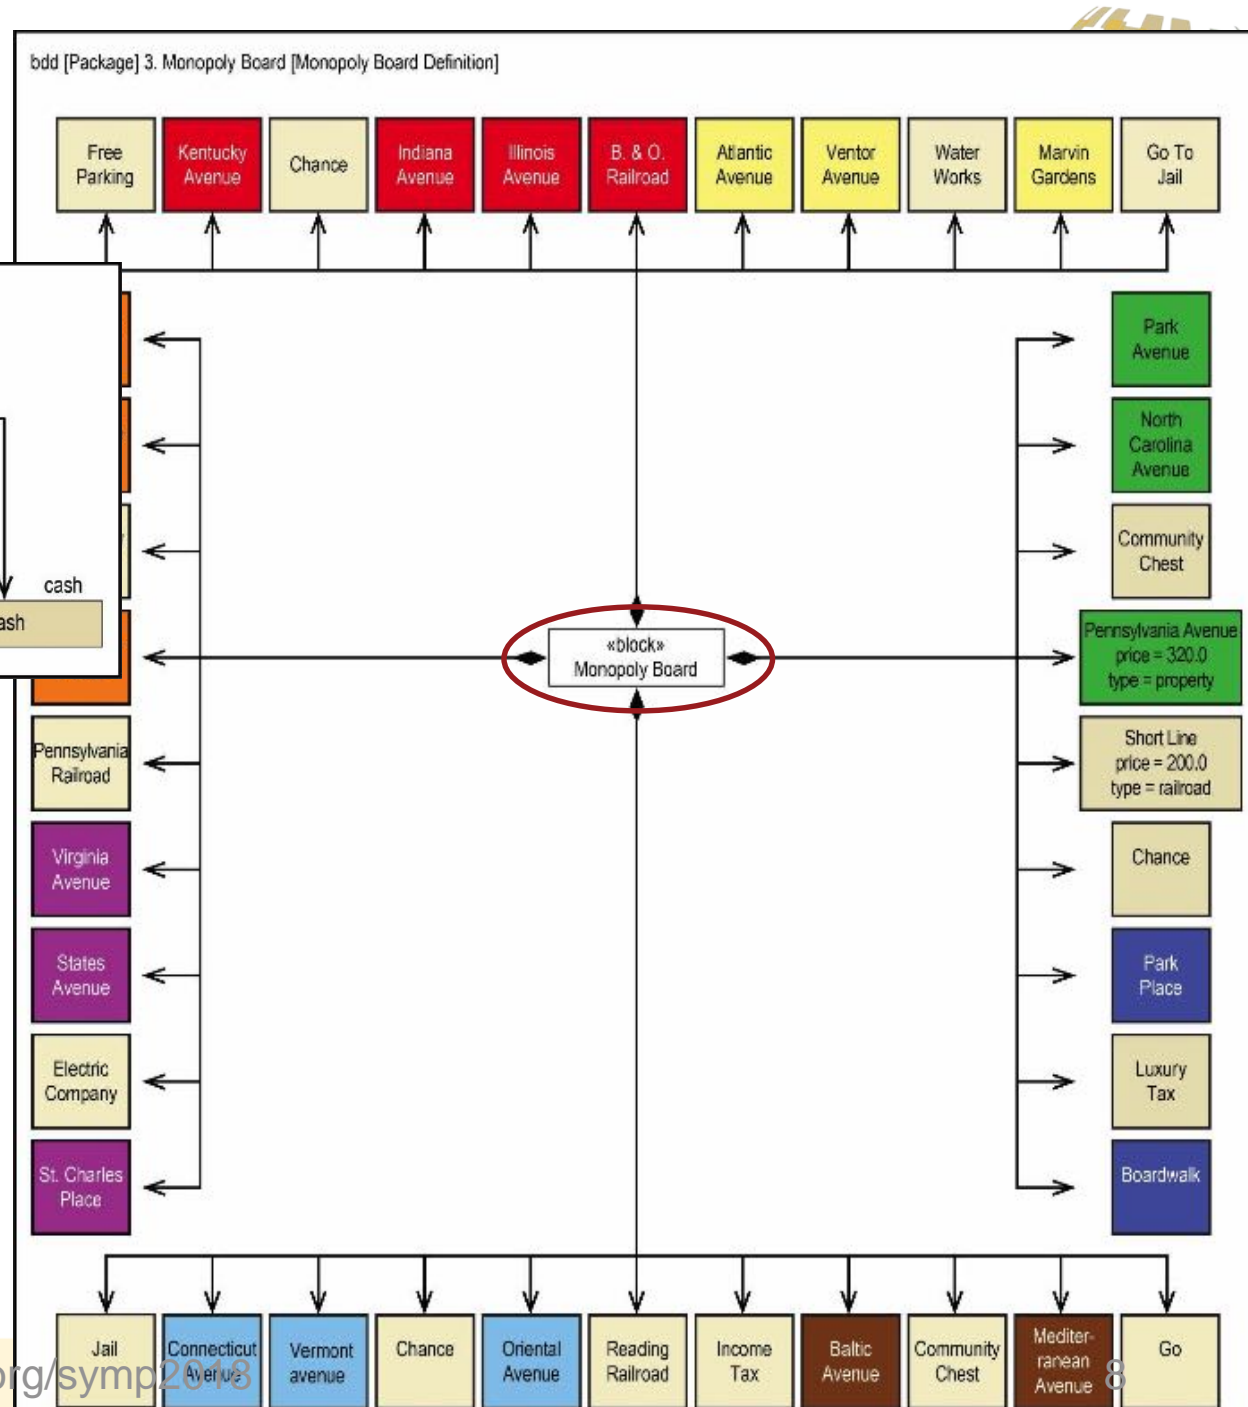 bdd [Package] 3. Monopoly Board [Monopoly Board Definition]
Free
Parking
Kentucky
Avenue
Chance
Indiana
Avenue
Illinois
Avenue
B. & O.
Railroad
Atlantic
Avenue
Ventor
Avenue
Water
Works
Marvin
Gardens
Go To
Jail
Park
Avenue
North
Carolina
Avenue
Community
Chest
cash
ash
«block»
Monopoly Board
Pennsylvania Avenue
price = 320.0
type = property
Pennsylvania
Railroad
Short Line
price = 200.0
type = railroad
Virginia
Avenue
Chance
States
Avenue
Park
Place
Electric
Company
Luxury
Tax
St. Charles
Place
Boardwalk
Jail
Connecticut
Avenue
Vermont
avenue
Chance
Oriental
Avenue
Reading
Railroad
Income
Tax
Baltic
Avenue
Community
Chest
Mediter-
ranean
Avenue
Go
org/symp2018
8